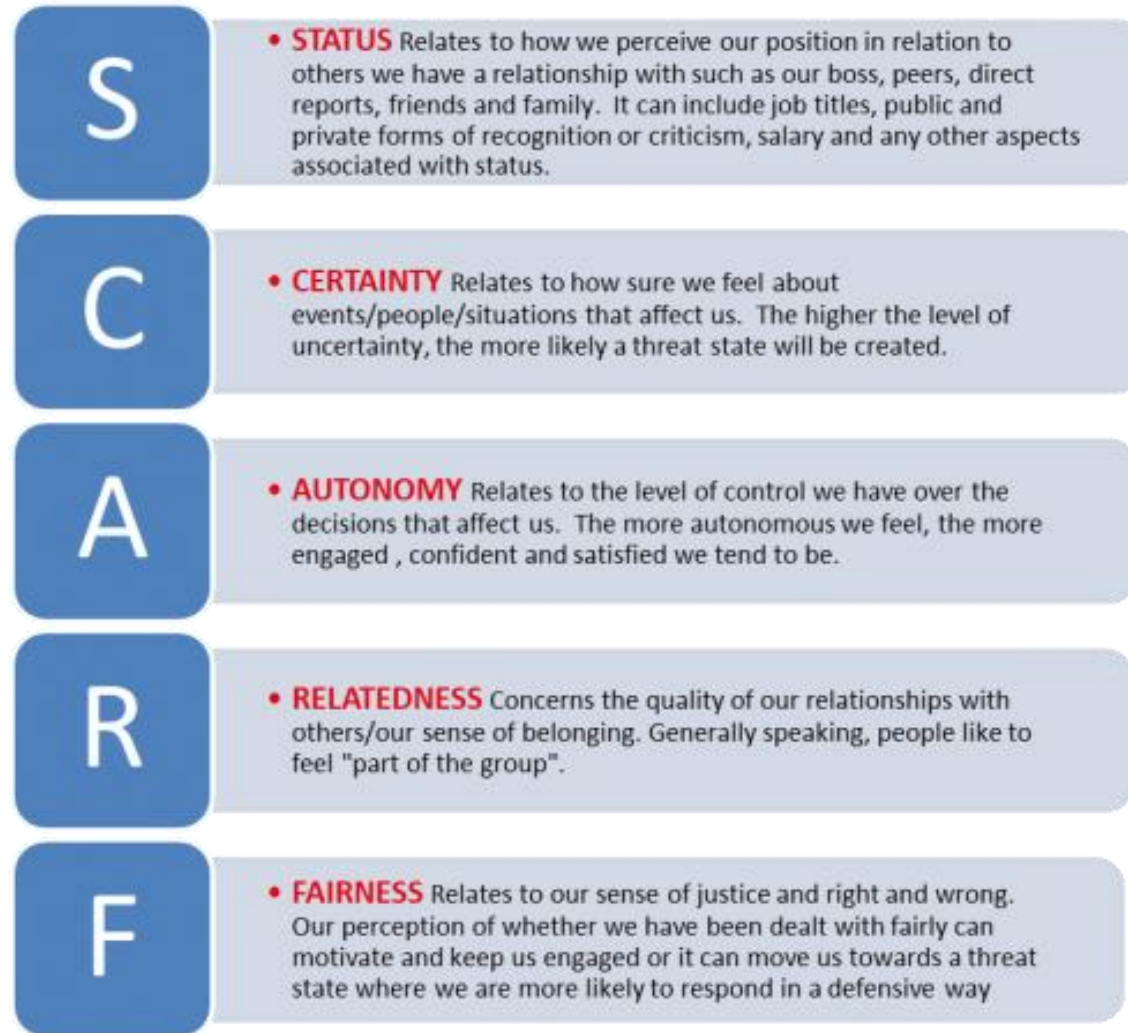 S
• STATUS Relates to how we perceive our position in relation to
others we have a relationship with such as our boss, peers, direct
reports, friends and family.  It can include job titles, public and
private forms of recognition or criticism, salary and any other aspects
associated with status.
C
• CERTAINTY Relates to how sure we feel about
events/people/situations that affect us.  The higher the level of
uncertainty, the more likely a threat state will be created.
A
• AUTONOMY Relates to the level of control we have over the
decisions that affect us.  The more autonomous we feel, the more
engaged , confident and satisfied we tend to be.
R
• RELATEDNESS Concerns the quality of our relationships with
others/our sense of belonging. Generally speaking, people like to
feel "part of the group".
F
• FAIRNESS Relates to our sense of justice and right and wrong.
Our perception of whether we have been dealt with fairly can
motivate and keep us engaged or it can move us towards a threat
state where we are more likely to respond in a defensive way